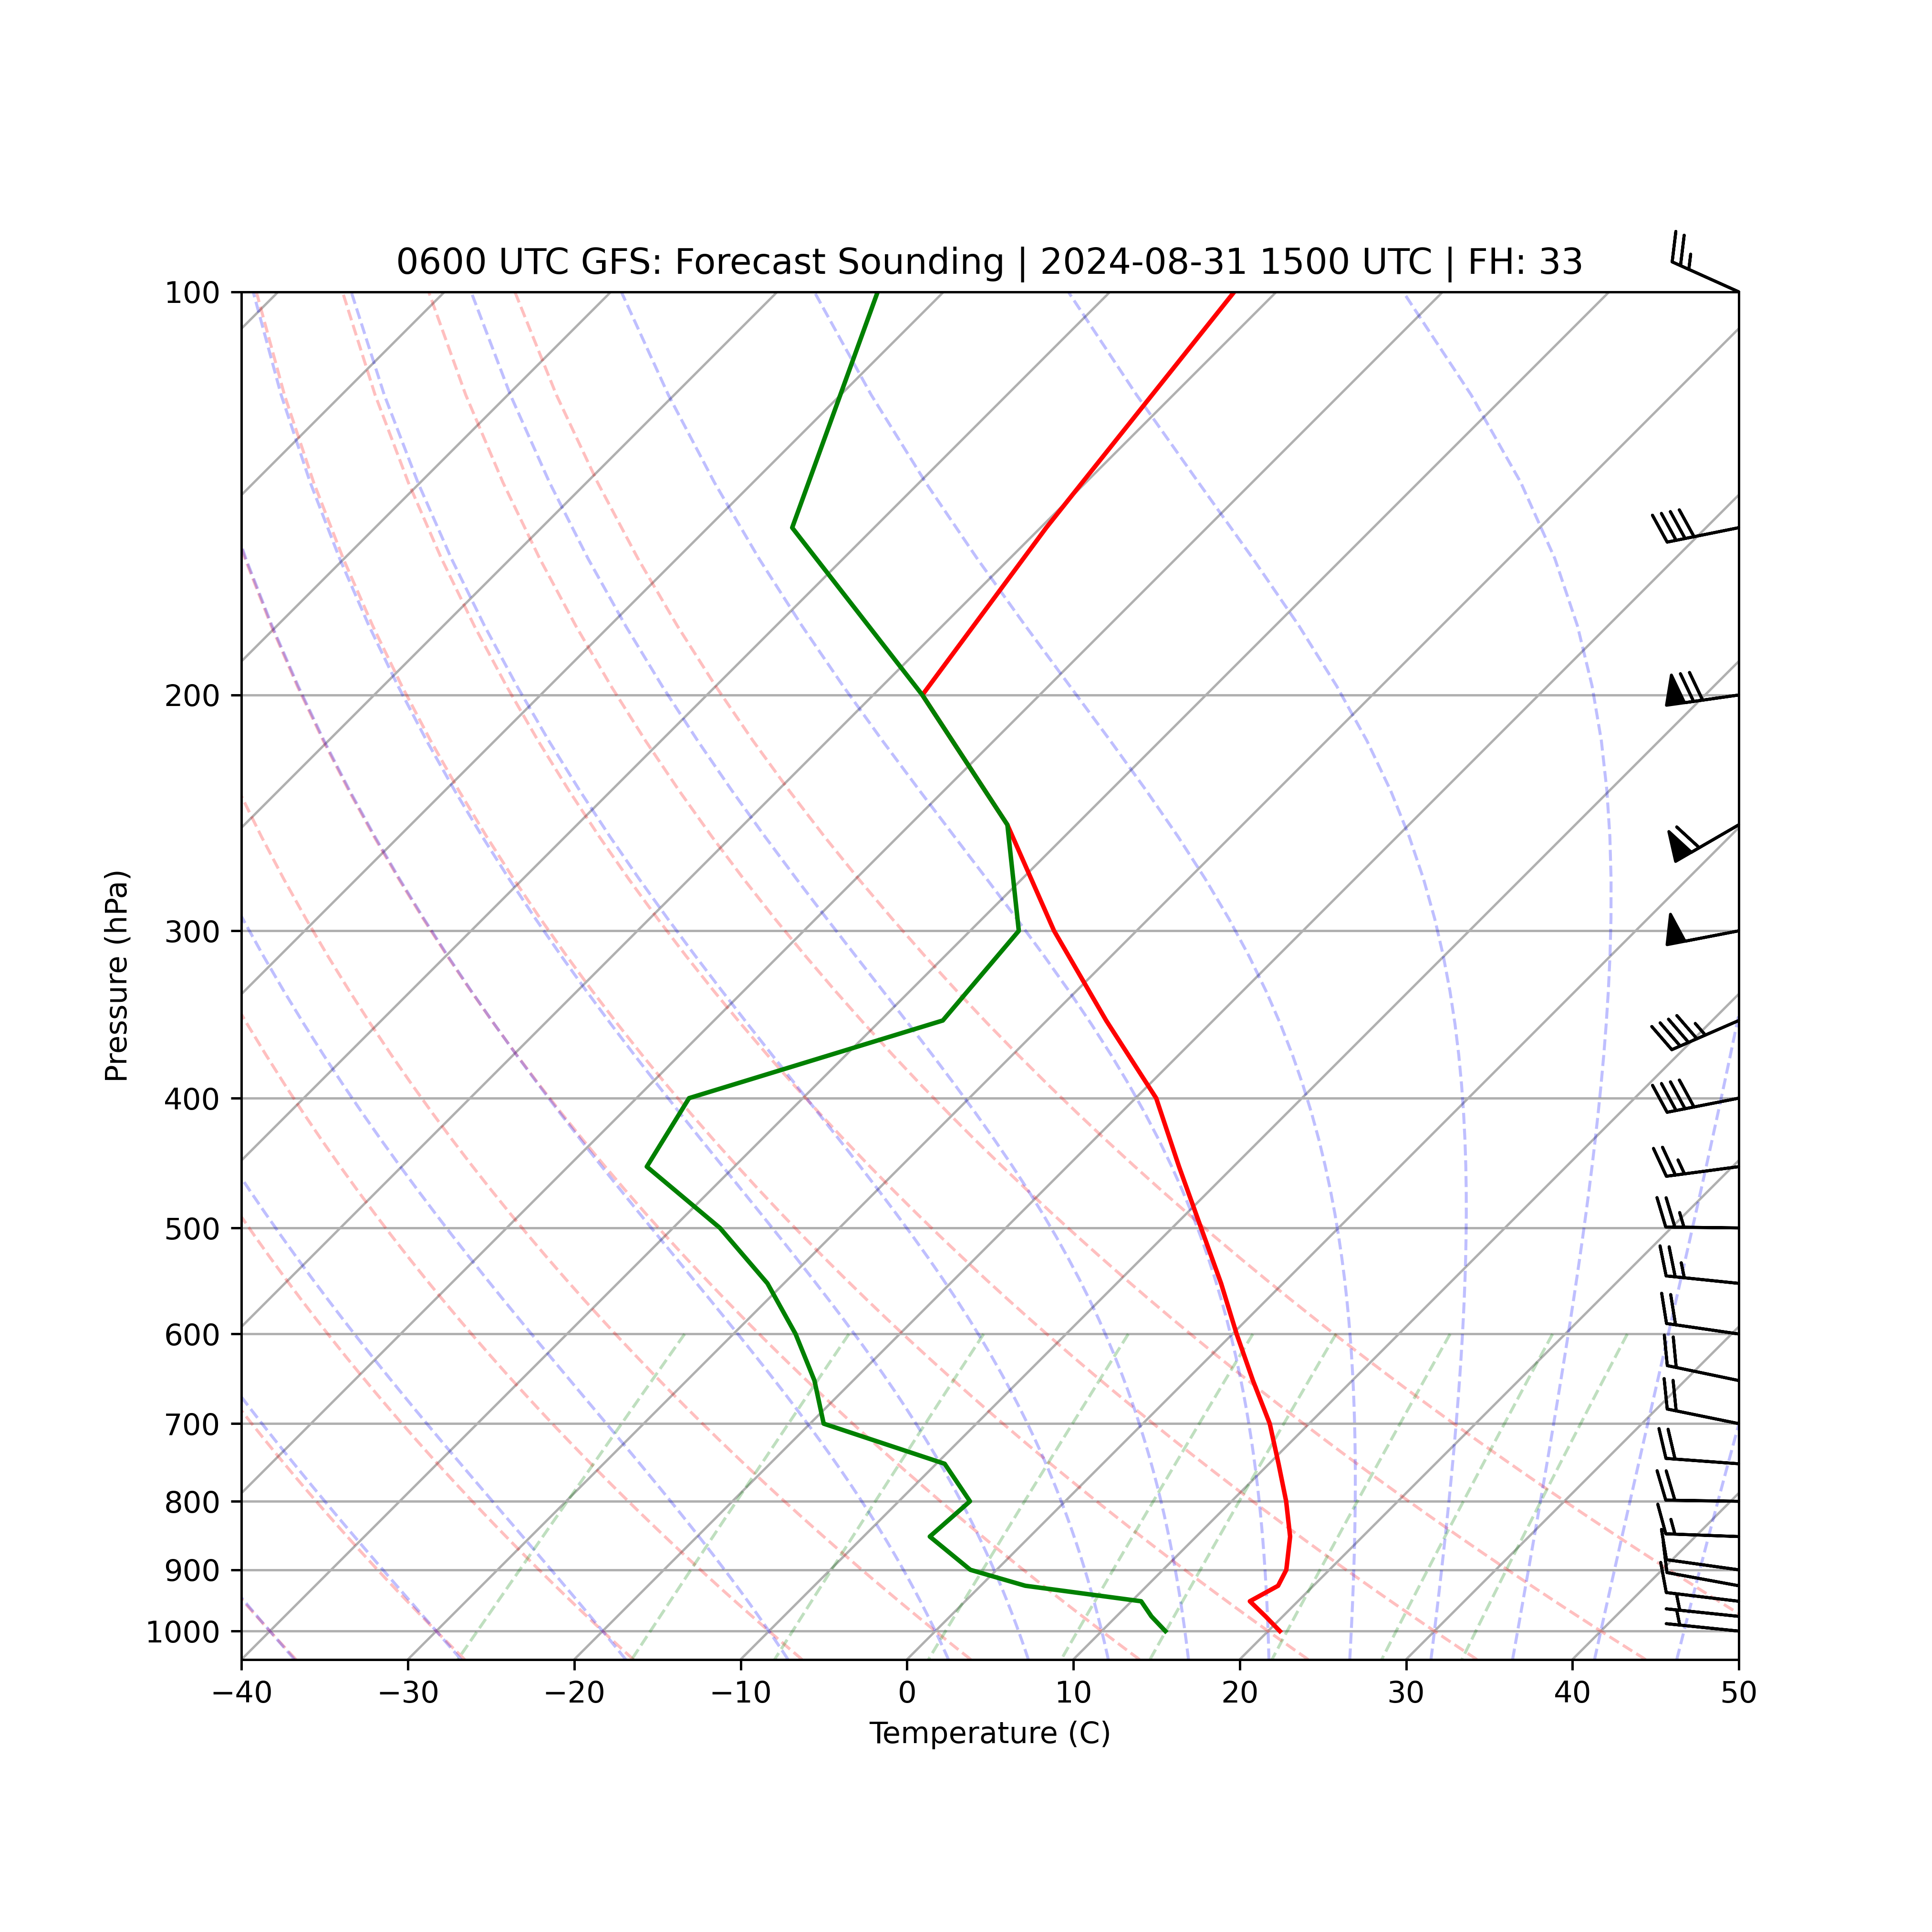 0600 UTC GFS: Forecast Sounding | 2024-08-31 1500 UTC | FH: 33
100
200
300
400
500
600
700
800
900
1000
Pressure (hPa)
−40 −30 −20 −10 0 10 20 30 40 50
Temperature (C)